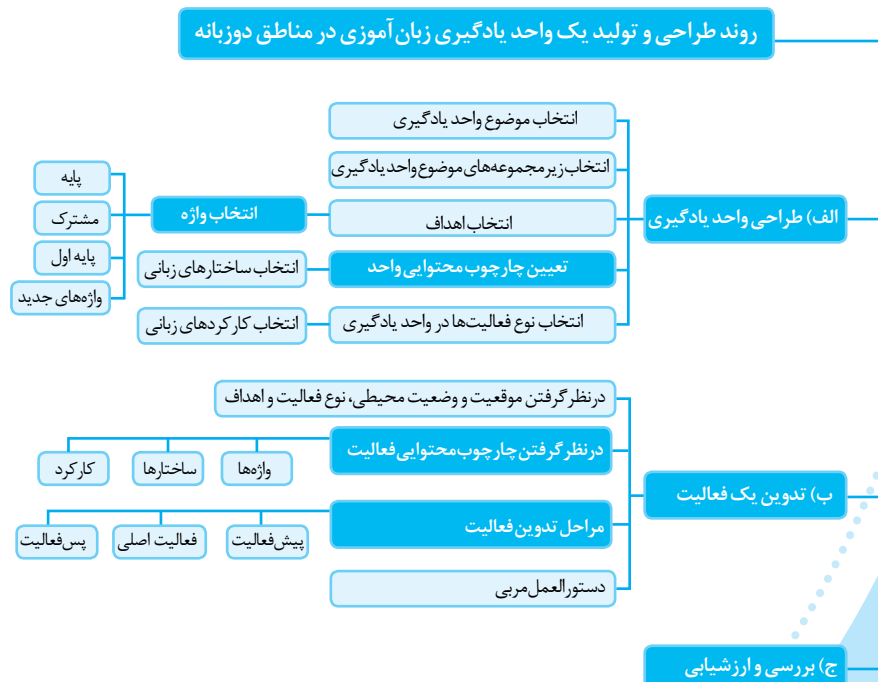 روند طراحی و تولید یک واحد یادگیری زبان‌آموزی در مناطق دوزبانه
الف) طراحی واحد یادگیری
انتخاب موضوع واحد یادگیری
انتخاب زیرمجموعه‌های موضوع واحد یادگیری
انتخاب اهداف
انتخاب واژه
پایه
مشترک
پایه اول
واژه‌های جدید
تعیین چارچوب محتوایی واحد
انتخاب ساختارهای زبانی
انتخاب نوع فعالیت‌ها در واحد یادگیری
انتخاب کارکردهای زبانی
ب) تدوین یک فعالیت
درنظر گرفتن موقعیت و وضعیت محیطی، نوع فعالیت و اهداف
درنظر گرفتن چارچوب محتوایی فعالیت
واژه‌ها
ساختارها
کارکرد
مراحل تدوین فعالیت
پیش‌فعالیت
فعالیت اصلی
پس‌فعالیت
دستورالعمل مربی
ج) بررسی و ارزشیابی